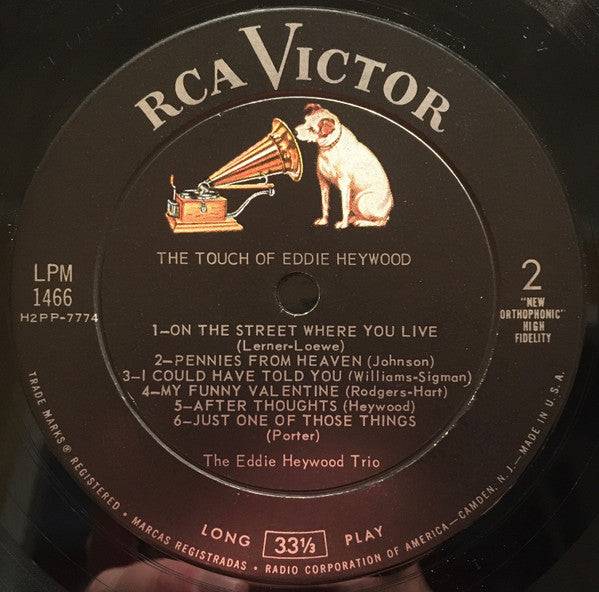 RCA VICTOR
THE TOUCH OF EDDIE HEYWOOD
LPM
1466
H2PP-7774
2
"NEW
ORTHOPHONIC"
HIGH
FIDELITY
1—ON THE STREET WHERE YOU LIVE
(Lerner-Loewe)
2—PENNIES FROM HEAVEN (Johnson)
3—I COULD HAVE TOLD YOU (Williams-Sigman)
4—MY FUNNY VALENTINE (Rodgers-Hart)
5—AFTER THOUGHTS (Heywood)
6—JUST ONE OF THOSE THINGS
(Porter)
The Eddie Heywood Trio
LONG 33⅓ PLAY
TRADE MARKS ® REGISTERED • MARCAS REGISTRADAS • RADIO CORPORATION OF AMERICA—CAMDEN, N. J.—MADE IN U.S.A.